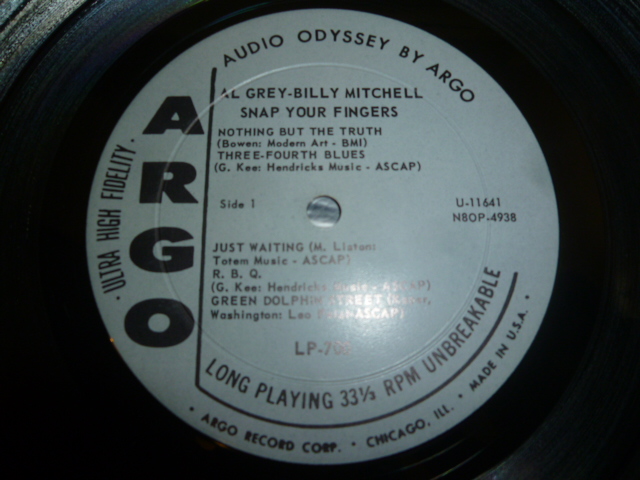 AUDIO ODYSSEY BY ARGO
AL GREY-BILLY MITCHELL
SNAP YOUR FINGERS
NOTHING BUT THE TRUTH
(Bowen: Modern Art - BMI)
THREE-FOURTH BLUES
(G. Kee: Hendricks Music - ASCAP)
Side 1
U-11641
N8OP-4938
JUST WAITING (M. Liston:
Totem Music - ASCAP)
R. B. Q.
(G. Kee: Hendricks Music - ASCAP)
GREEN DOLPHIN STREET
Washington: Leo
LONG PLAYING 33⅓ RPM UNBREAKABLE
· ARGO RECORD CORP. · CHICAGO, ILL. · MADE IN U.S.A. ·
· ULTRA HIGH FIDELITY ·
ARGO